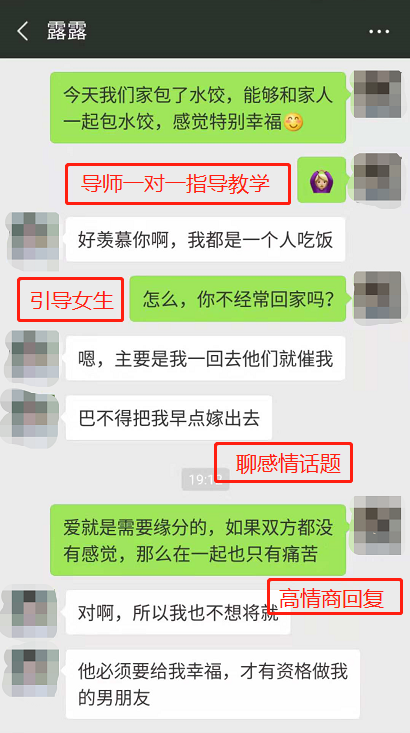 露露
今天我们家包了水饺，能够和家人
一起包水饺，感觉特别幸福😊
导师一对一指导教学
好羡慕你啊，我都是一个人吃饭
引导女生
怎么，你不经常回家吗？
嗯，主要是我一回去他们就催我
巴不得把我早点嫁出去
聊感情话题
爱就是需要缘分的，如果双方都没
有感觉，那么在一起也只有痛苦
高情商回复
对啊，所以我也不想将就
他必须要给我幸福，才有资格做我
的男朋友